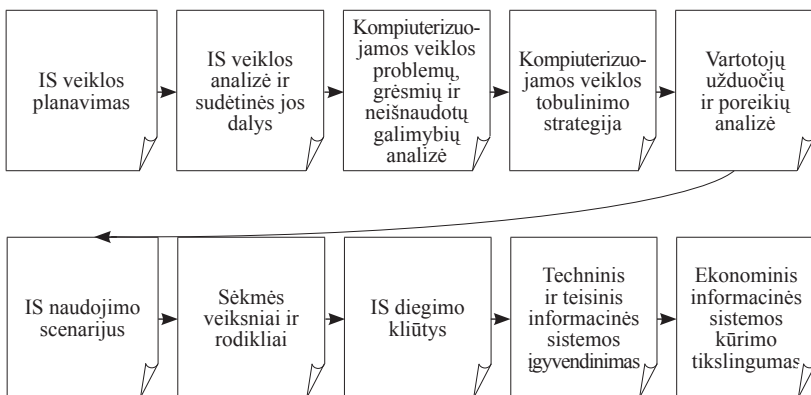 IS veiklos
planavimas
IS veiklos
analizė ir
sudėtinės jos
dalys
Kompiuterizuo-
jamos veiklos
problemų,
grėsmių ir
neišnaudotų
galimybių
analizė
Kompiuterizuo-
jamos veiklos
tobulinimo
strategija
Vartotojų
užduočių
ir poreikių
analizė
IS naudojimo
scenarijus
Sėkmės
veiksniai ir
rodikliai
IS diegimo
kliūtys
Techninis
ir teisinis
informacinės
sistemos
įgyvendinimas
Ekonominis
informacinės
sistemos
kūrimo
tikslingumas